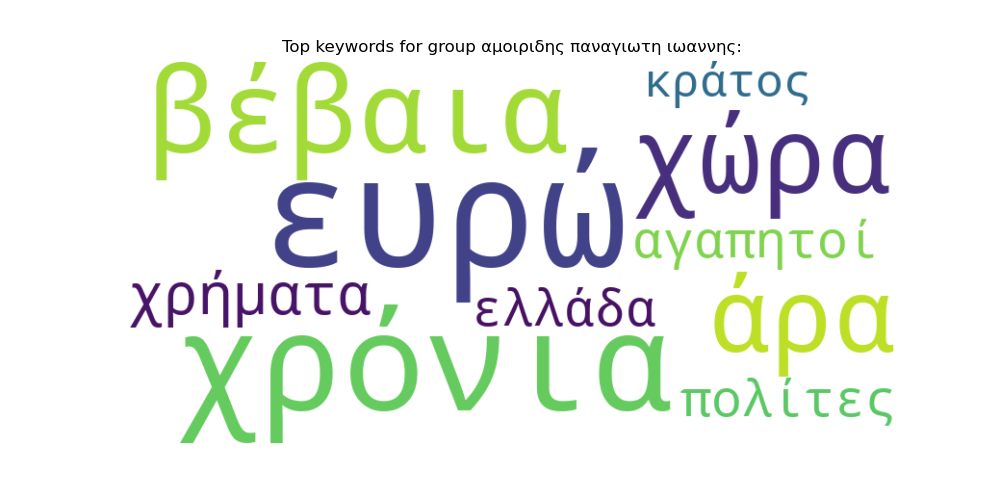 Top keywords for group αμοιριδης παναγιωτη ιωαννης:
βέβαια
κράτος
χώρα
ευρώ
αγαπητοί
χρήματα
ελλάδα
άρα
χρόνια
πολίτες